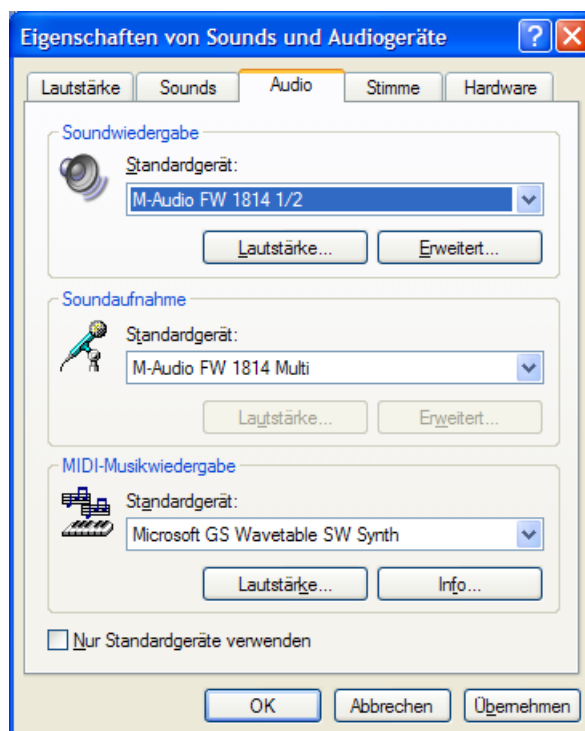 Eigenschaften von Sounds und Audiogeräte
Lautstärke Sounds Audio Stimme Hardware
Soundwiedergabe
Standardgerät:
M-Audio FW 1814 1/2
Lautstärke... Erweitert...
Soundaufnahme
Standardgerät:
M-Audio FW 1814 Multi
Lautstärke... Erweitert...
MIDI-Musikwiedergabe
Standardgerät:
Microsoft GS Wavetable SW Synth
Lautstärke... Info...
Nur Standardgeräte verwenden
OK Abbrechen Übernehmen